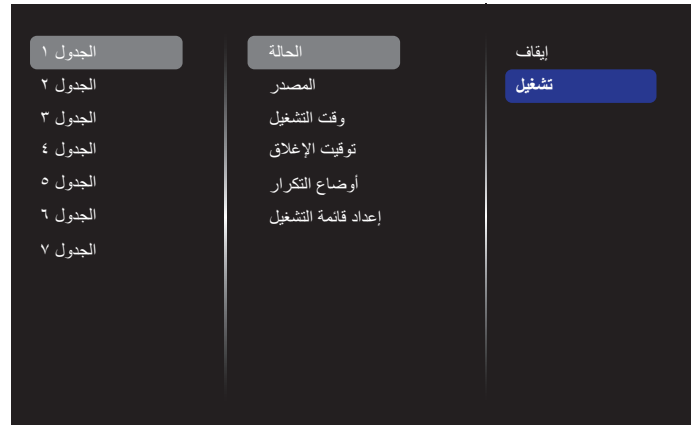 الجدول ١
الجدول ٢
الجدول ٣
الجدول ٤
الجدول ٥
الجدول ٦
الجدول ٧
الحالة
المصدر
وقت التشغيل
توقيت الإغلاق
أوضاع التكرار
إعداد قائمة التشغيل
إيقاف
تشغيل